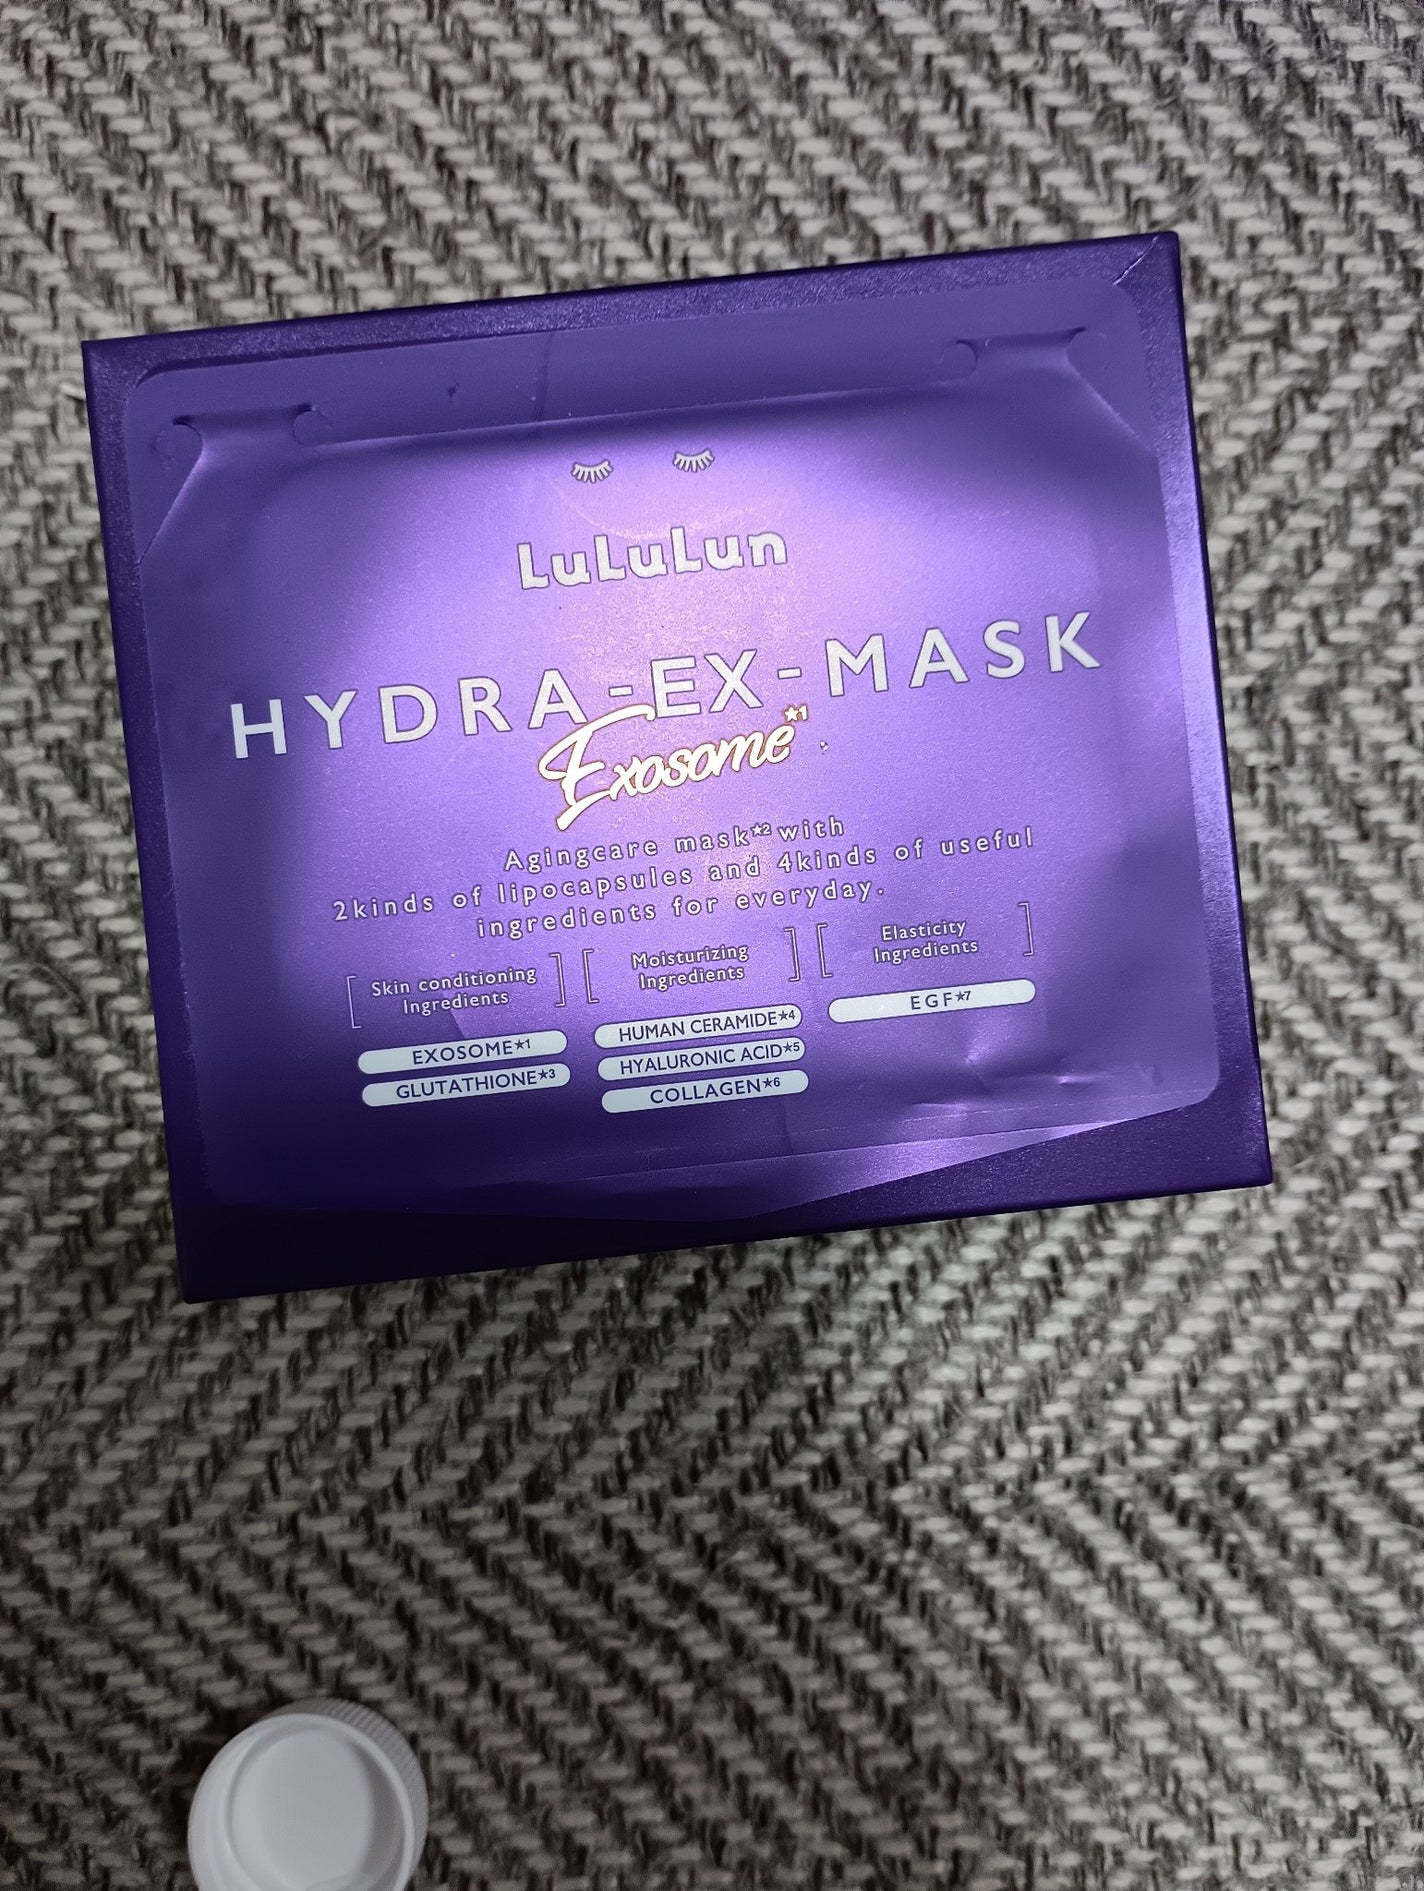 LuLuLun
HYDRA-EX-MASK
Exosome★1
Agingcare mask★2 with
2kinds of lipocapsules and 4kinds of useful
ingredients for everyday.
Skin conditioning
Ingredients
EXOSOME★1
GLUTATHIONE★3
Moisturizing
Ingredients
HUMAN CERAMIDE★4
HYALURONIC ACID★5
COLLAGEN★6
Elasticity
Ingredients
EGF★7